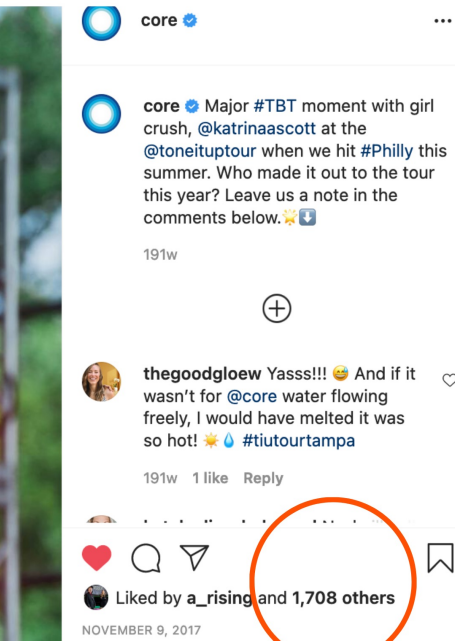 core
core Major #TBT moment with girl
crush, @katrinaascott at the
@toneituptour when we hit #Philly this
summer. Who made it out to the tour
this year? Leave us a note in the
comments below.🌟⬇️
191w
thegoodgloew Yasss!!! 😅 And if it
wasn't for @core water flowing
freely, I would have melted it was
so hot! ☀️💧 #tiutourtampa
191w 1 like Reply
Liked by a_rising and 1,708 others
NOVEMBER 9, 2017